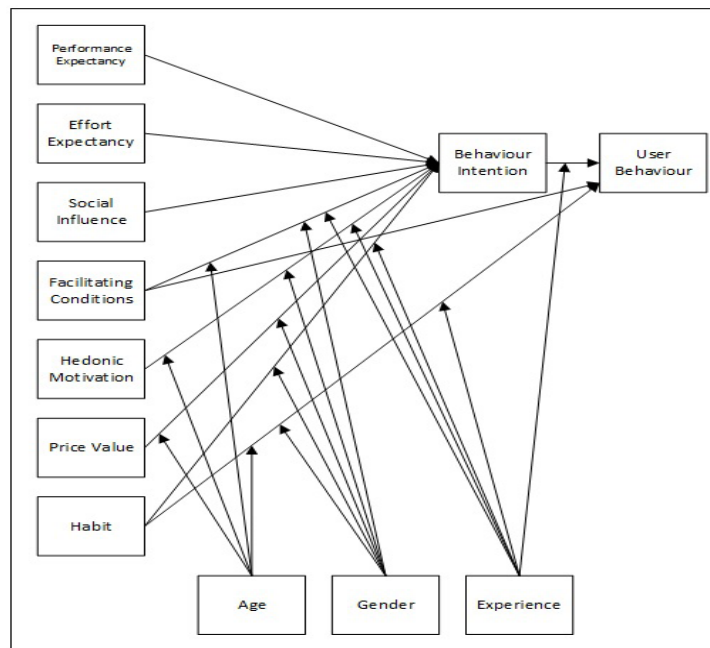 Performance
Expectancy
Effort
Expectancy
Social
Influence
Facilitating
Conditions
Hedonic
Motivation
Price Value
Habit
Behaviour
Intention
User
Behaviour
Age
Gender
Experience